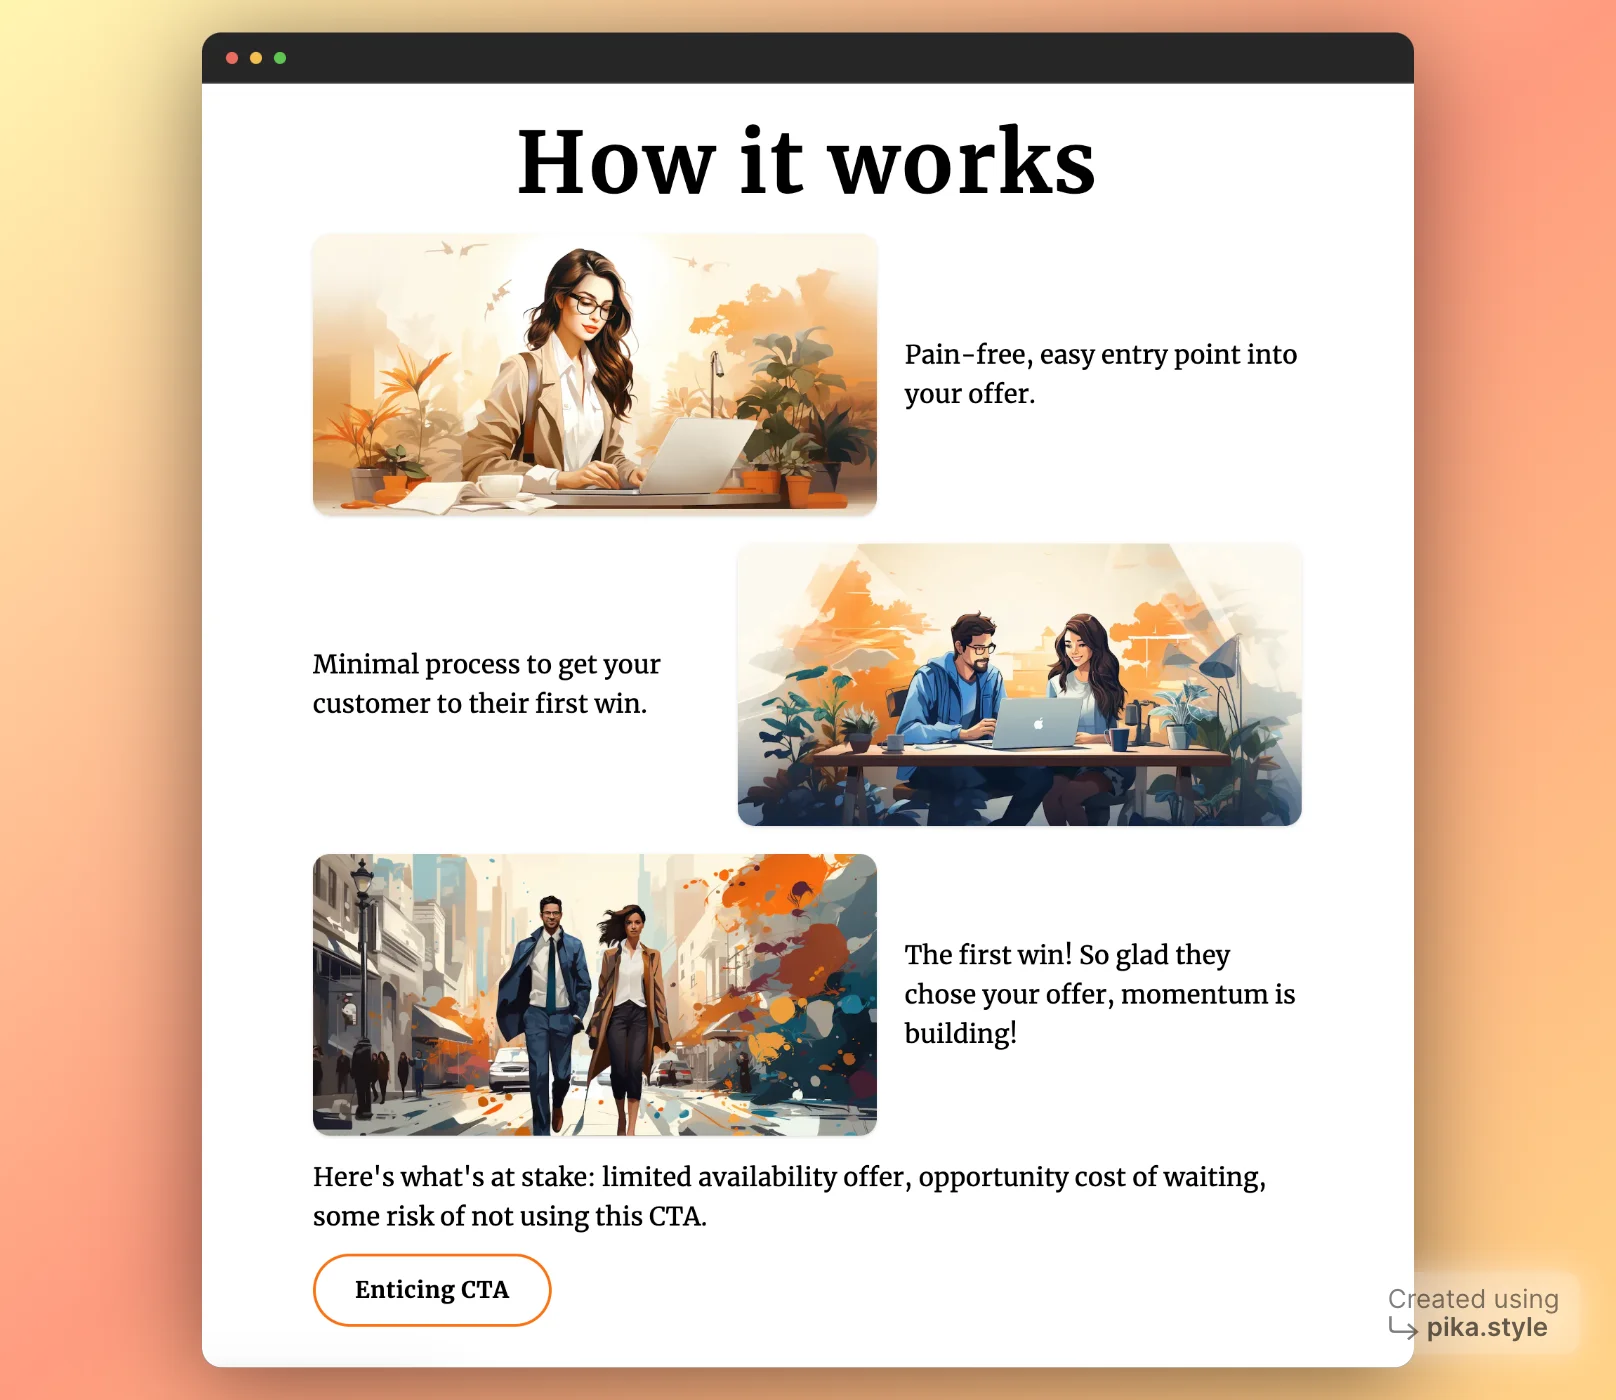 How it works
Pain-free, easy entry point into
your offer.
Minimal process to get your
customer to their first win.
The first win! So glad they
chose your offer, momentum is
building!
Here's what's at stake: limited availability offer, opportunity cost of waiting,
some risk of not using this CTA.
Enticing CTA
Created using
pika.style